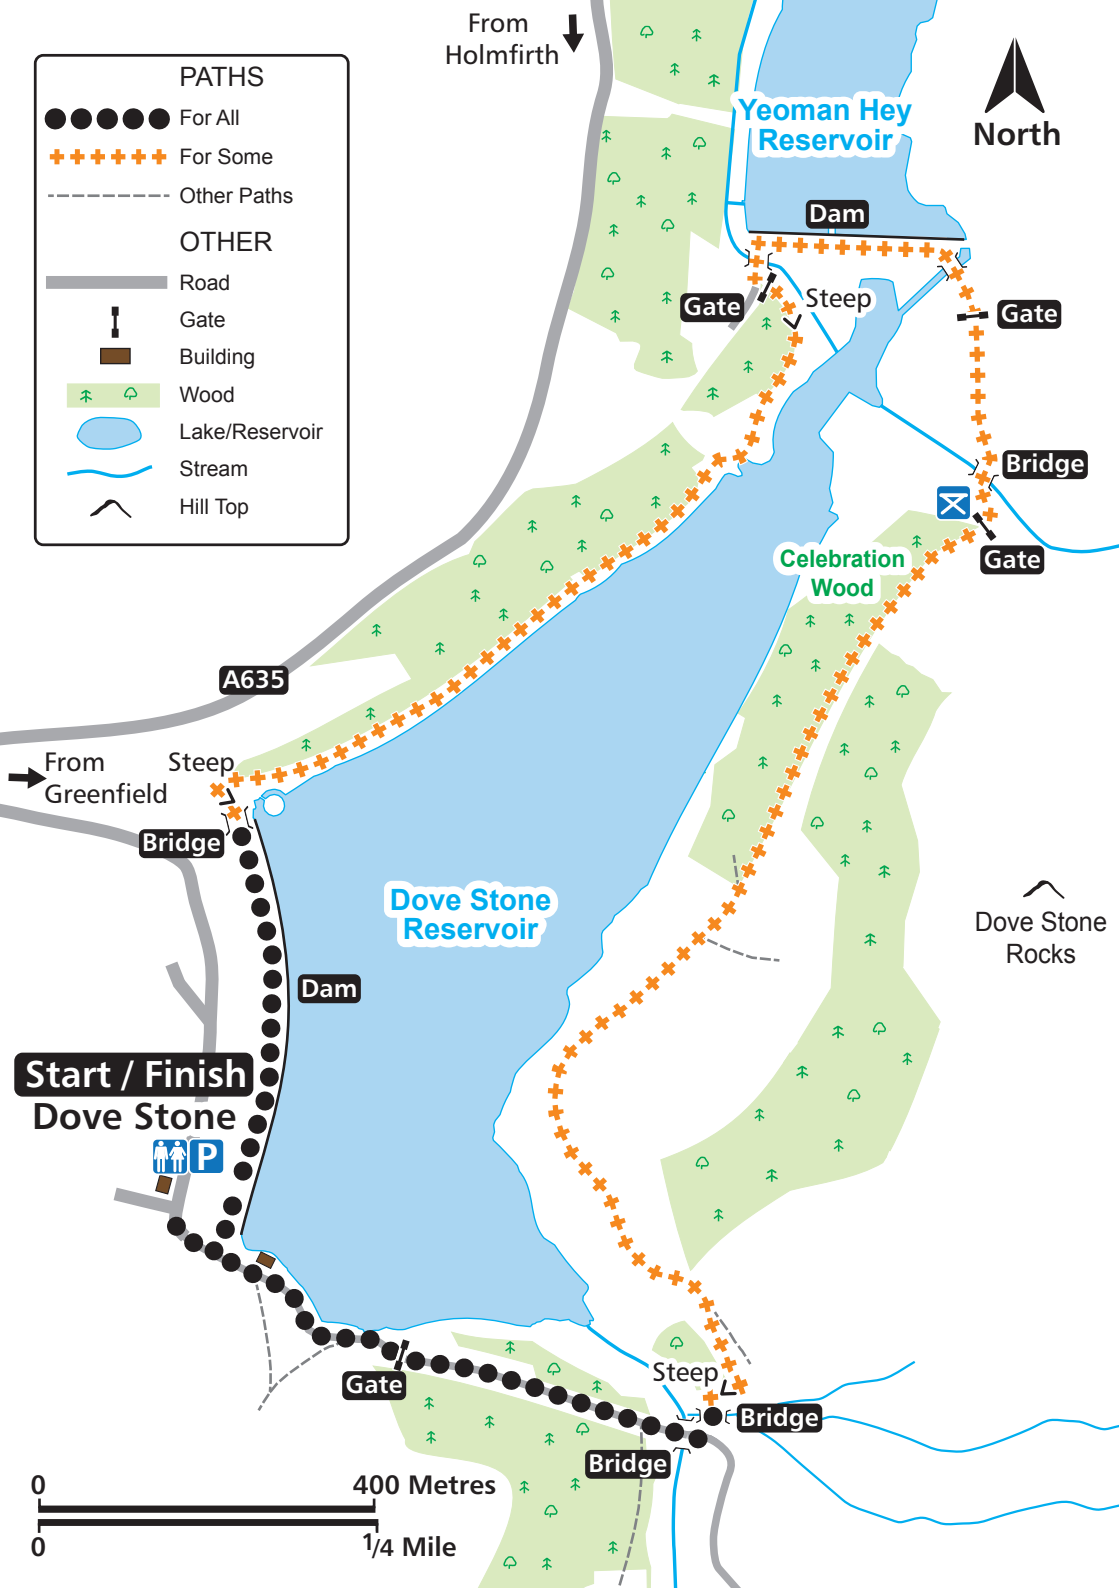 From
Holmfirth
PATHS
For All
For Some
Other Paths
OTHER
Road
Gate
Building
Wood
Lake/Reservoir
Stream
Hill Top
Yeoman Hey
Reservoir
North
Dam
Gate
Steep
Gate
Bridge
Gate
Celebration
Wood
A635
From
Greenfield
Steep
Bridge
Dove Stone
Reservoir
Dove Stone
Rocks
Dam
Start / Finish
Dove Stone
P
Gate
Steep
Bridge
Bridge
0
400 Metres
0
1/4 Mile